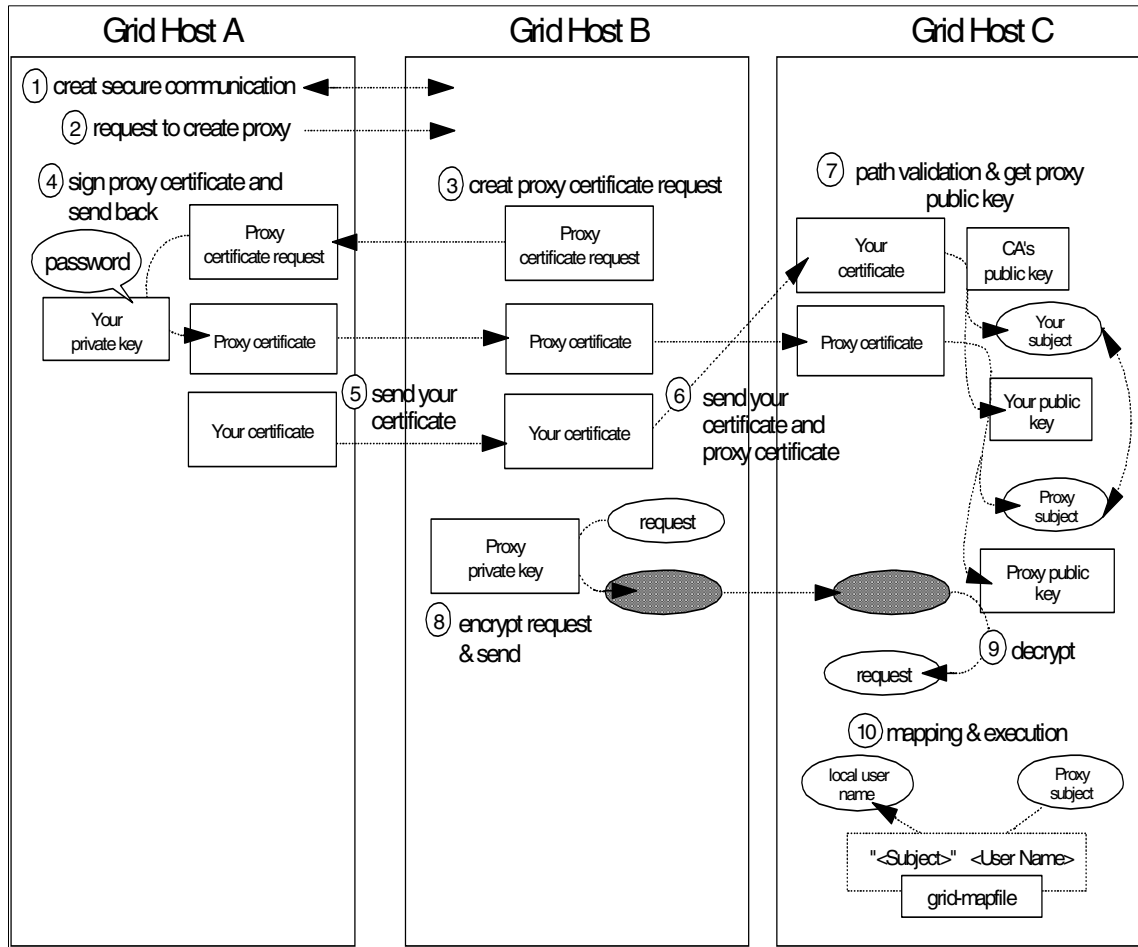 Grid Host A
Grid Host B
Grid Host C
1 creat secure communication
2 request to create proxy
4 sign proxy certificate and
send back
password
Your
private key
Proxy
certificate request
Proxy certificate
Your certificate
5 send your
certificate
3 creat proxy certificate request
Proxy
certificate request
Proxy certificate
Your certificate
6 send your
certificate and
proxy certificate
request
Proxy
private key
8 encrypt request
& send
7 path validation & get proxy
public key
Your
certificate
CA's
public key
Your
subject
Proxy certificate
Your public
key
Proxy
subject
Proxy public
key
9 decrypt
request
10 mapping & execution
local user
name
Proxy
subject
"<Subject>" <User Name>
grid-mapfile